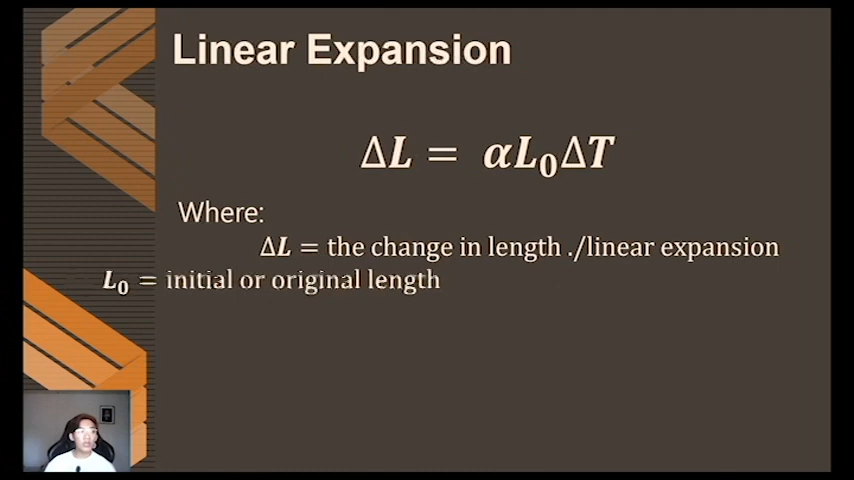 Linear Expansion
ΔL = αL₀ΔT
Where:
ΔL = the change in length ./linear expansion
L₀ = initial or original length